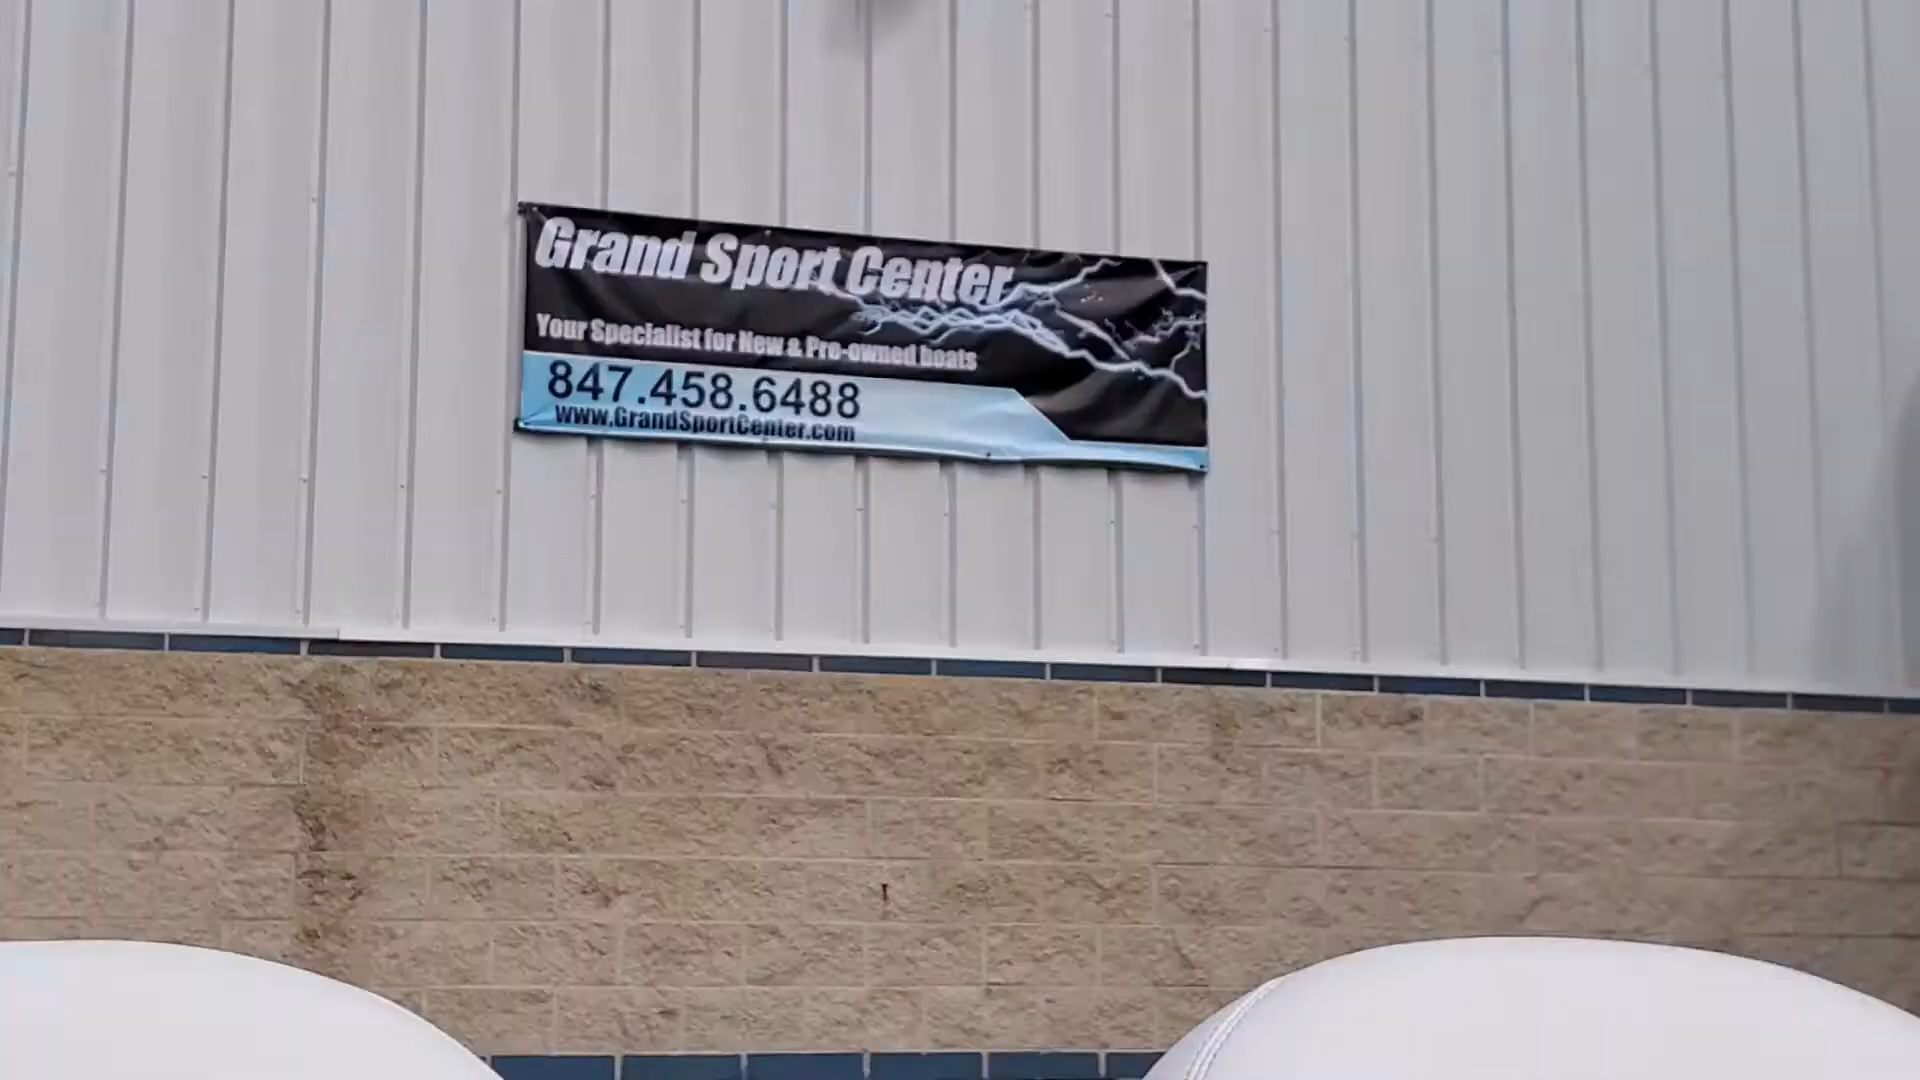 Grand Sport Center
Your Specialist for New & Pre-owned boats
847.458.6488
www.GrandSportCenter.com